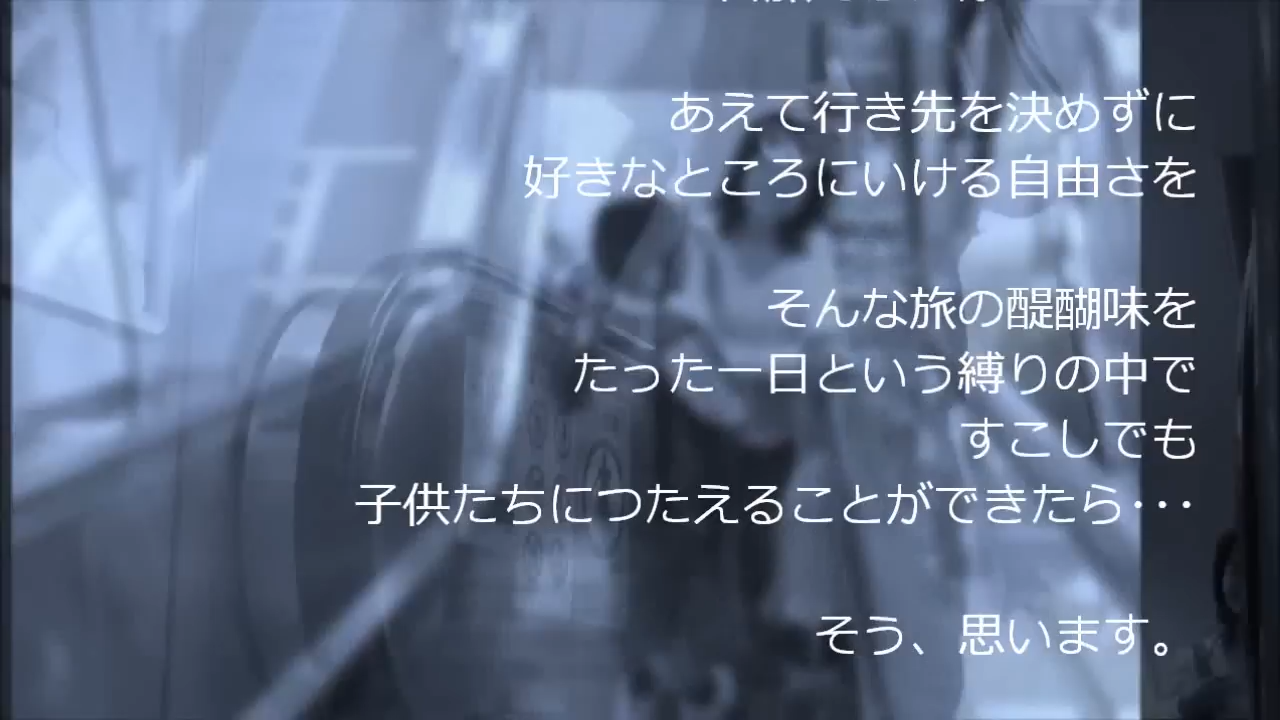 あえて行き先を決めずに
好きなところにいける自由さを
そんな旅の醍醐味を
たった一日という縛りの中で
すこしでも
子供たちにつたえることができたら･･･
そう、思います。